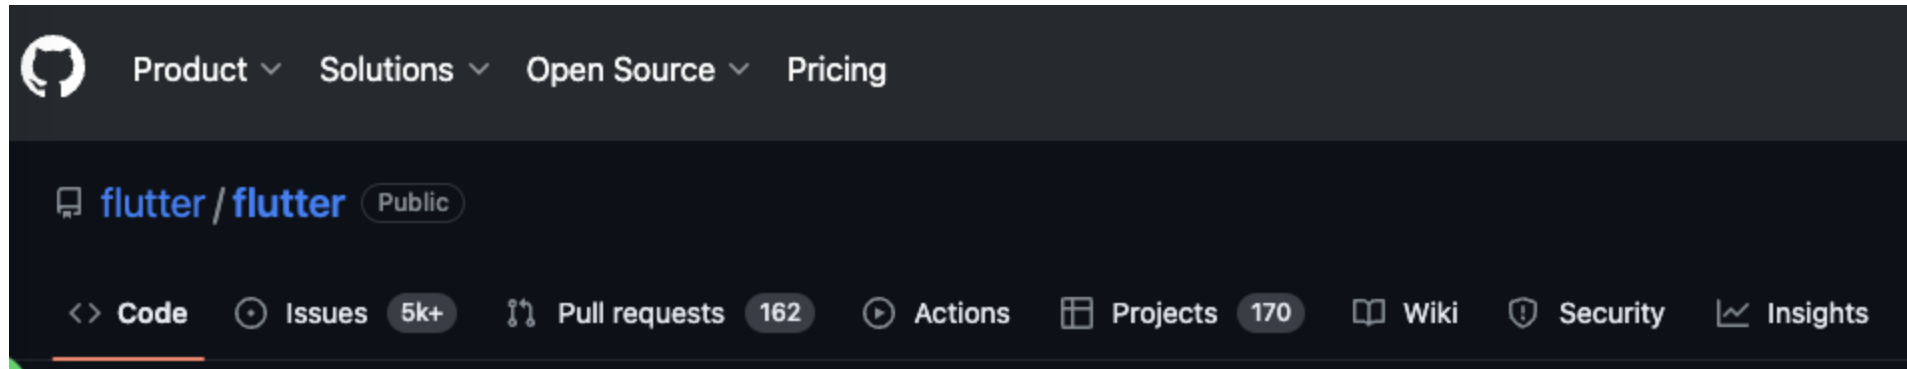 Product Solutions Open Source Pricing
flutter / flutter Public
Code Issues 5k+ Pull requests 162 Actions Projects 170 Wiki Security Insights